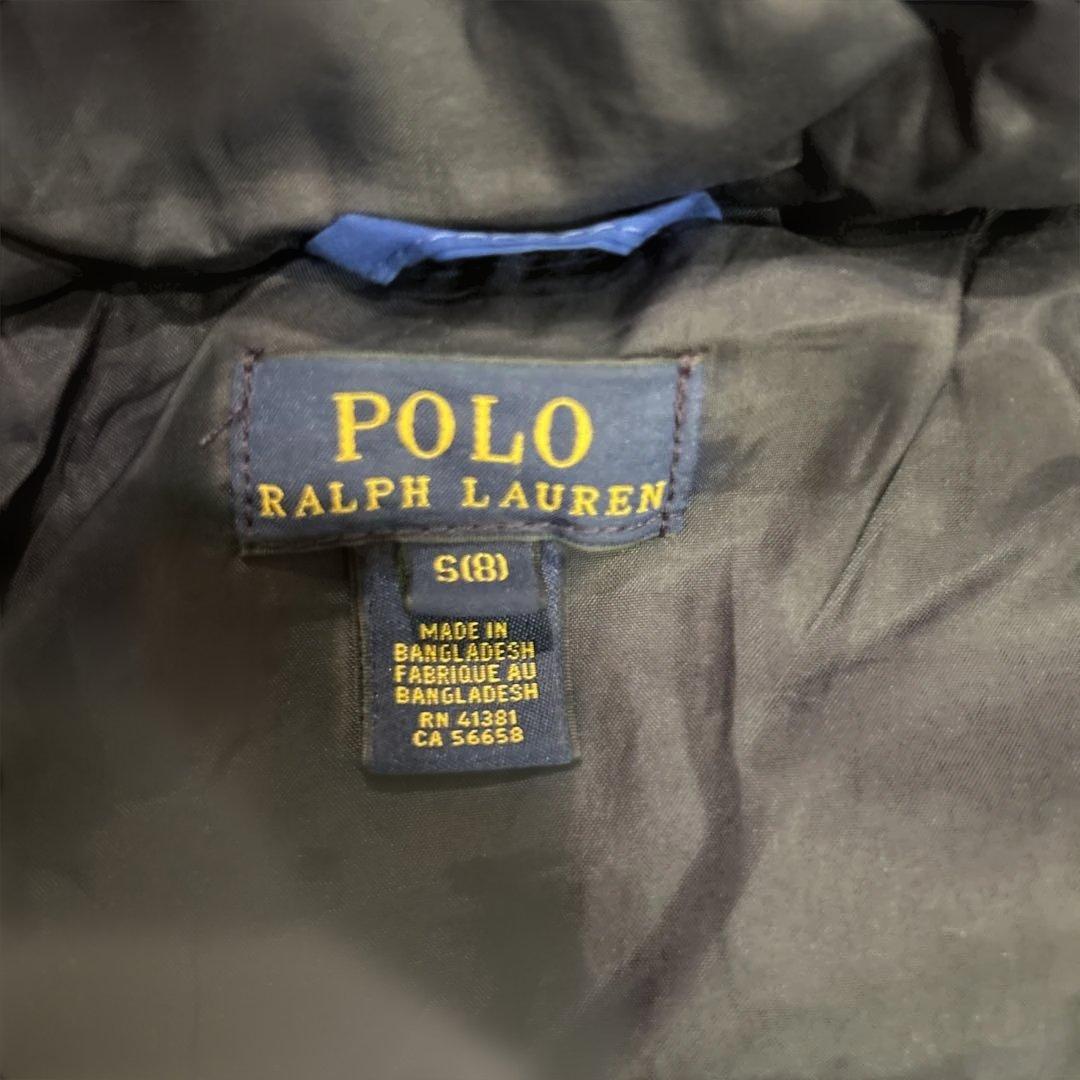 POLO
RALPH LAUREN
S(8)
MADE IN
BANGLADESH
FABRIQUE AU
BANGLADESH
RN 41381
CA 56658